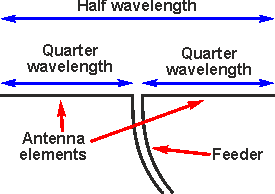 Half wavelength
Quarter
wavelength
Quarter
wavelength
Antenna
elements
Feeder